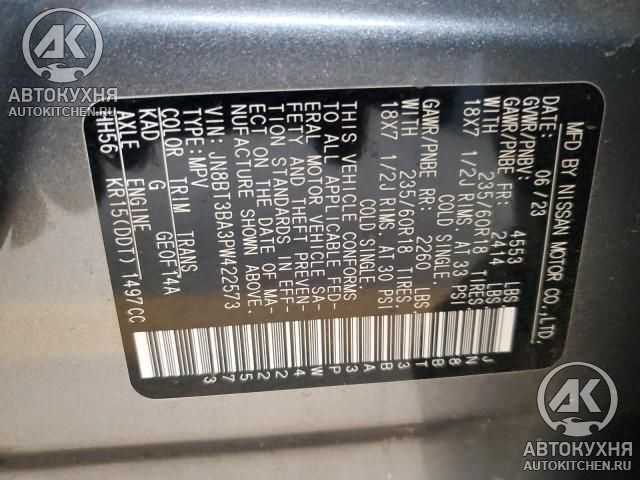 MFD BY NISSAN MOTOR CO.,LTD.
DATE: 06 / 23
GVWR/PNBV: 4553 LBS
GAWR/PNBE FR: 2414 LBS
WITH 235/60R18 TIRES,
18X7 1/2J RIMS. AT 33 PSI
COLD SINGLE.
GAWR/PNBE RR: 2260 LBS.
WITH 235/60R18 TIRES,
18X7 1/2J RIMS. AT 30 PSI
COLD SINGLE.
THIS VEHICLE CONFORMS
TO ALL APPLICABLE FED-
ERAL MOTOR VEHICLE SA-
FETY AND THEFT PREVEN-
TION STANDARDS IN EFF-
ECT ON THE DATE OF MA-
NUFACTURE SHOWN ABOVE.
VIN: JN8BT3BA3PW422573
TYPE: MPV
COLOR TRIM TRANS
KAD G GE0F14A
AXLE ENGINE
HH56 KR15(DDT) 1497CC
JN8BT3BA3PW422573
АК
АВТОКУХНЯ
AUTOKITCHEN.RU
АК
АВТОКУХНЯ
AUTOKITCHEN.RU